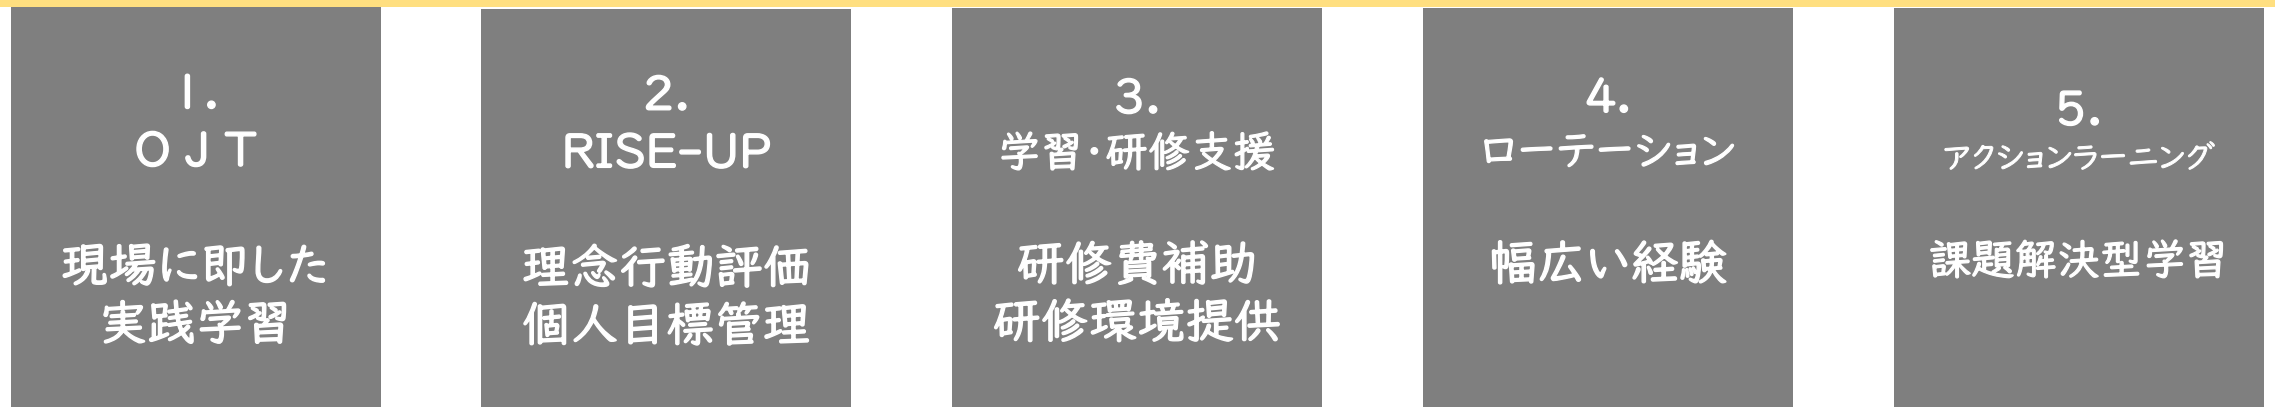 1.
OJT
現場に即した
実践学習
2.
RISE-UP
理念行動評価
個人目標管理
3.
学習・研修支援
研修費補助
研修環境提供
4.
ローテーション
幅広い経験
5.
アクションラーニング
課題解決型学習